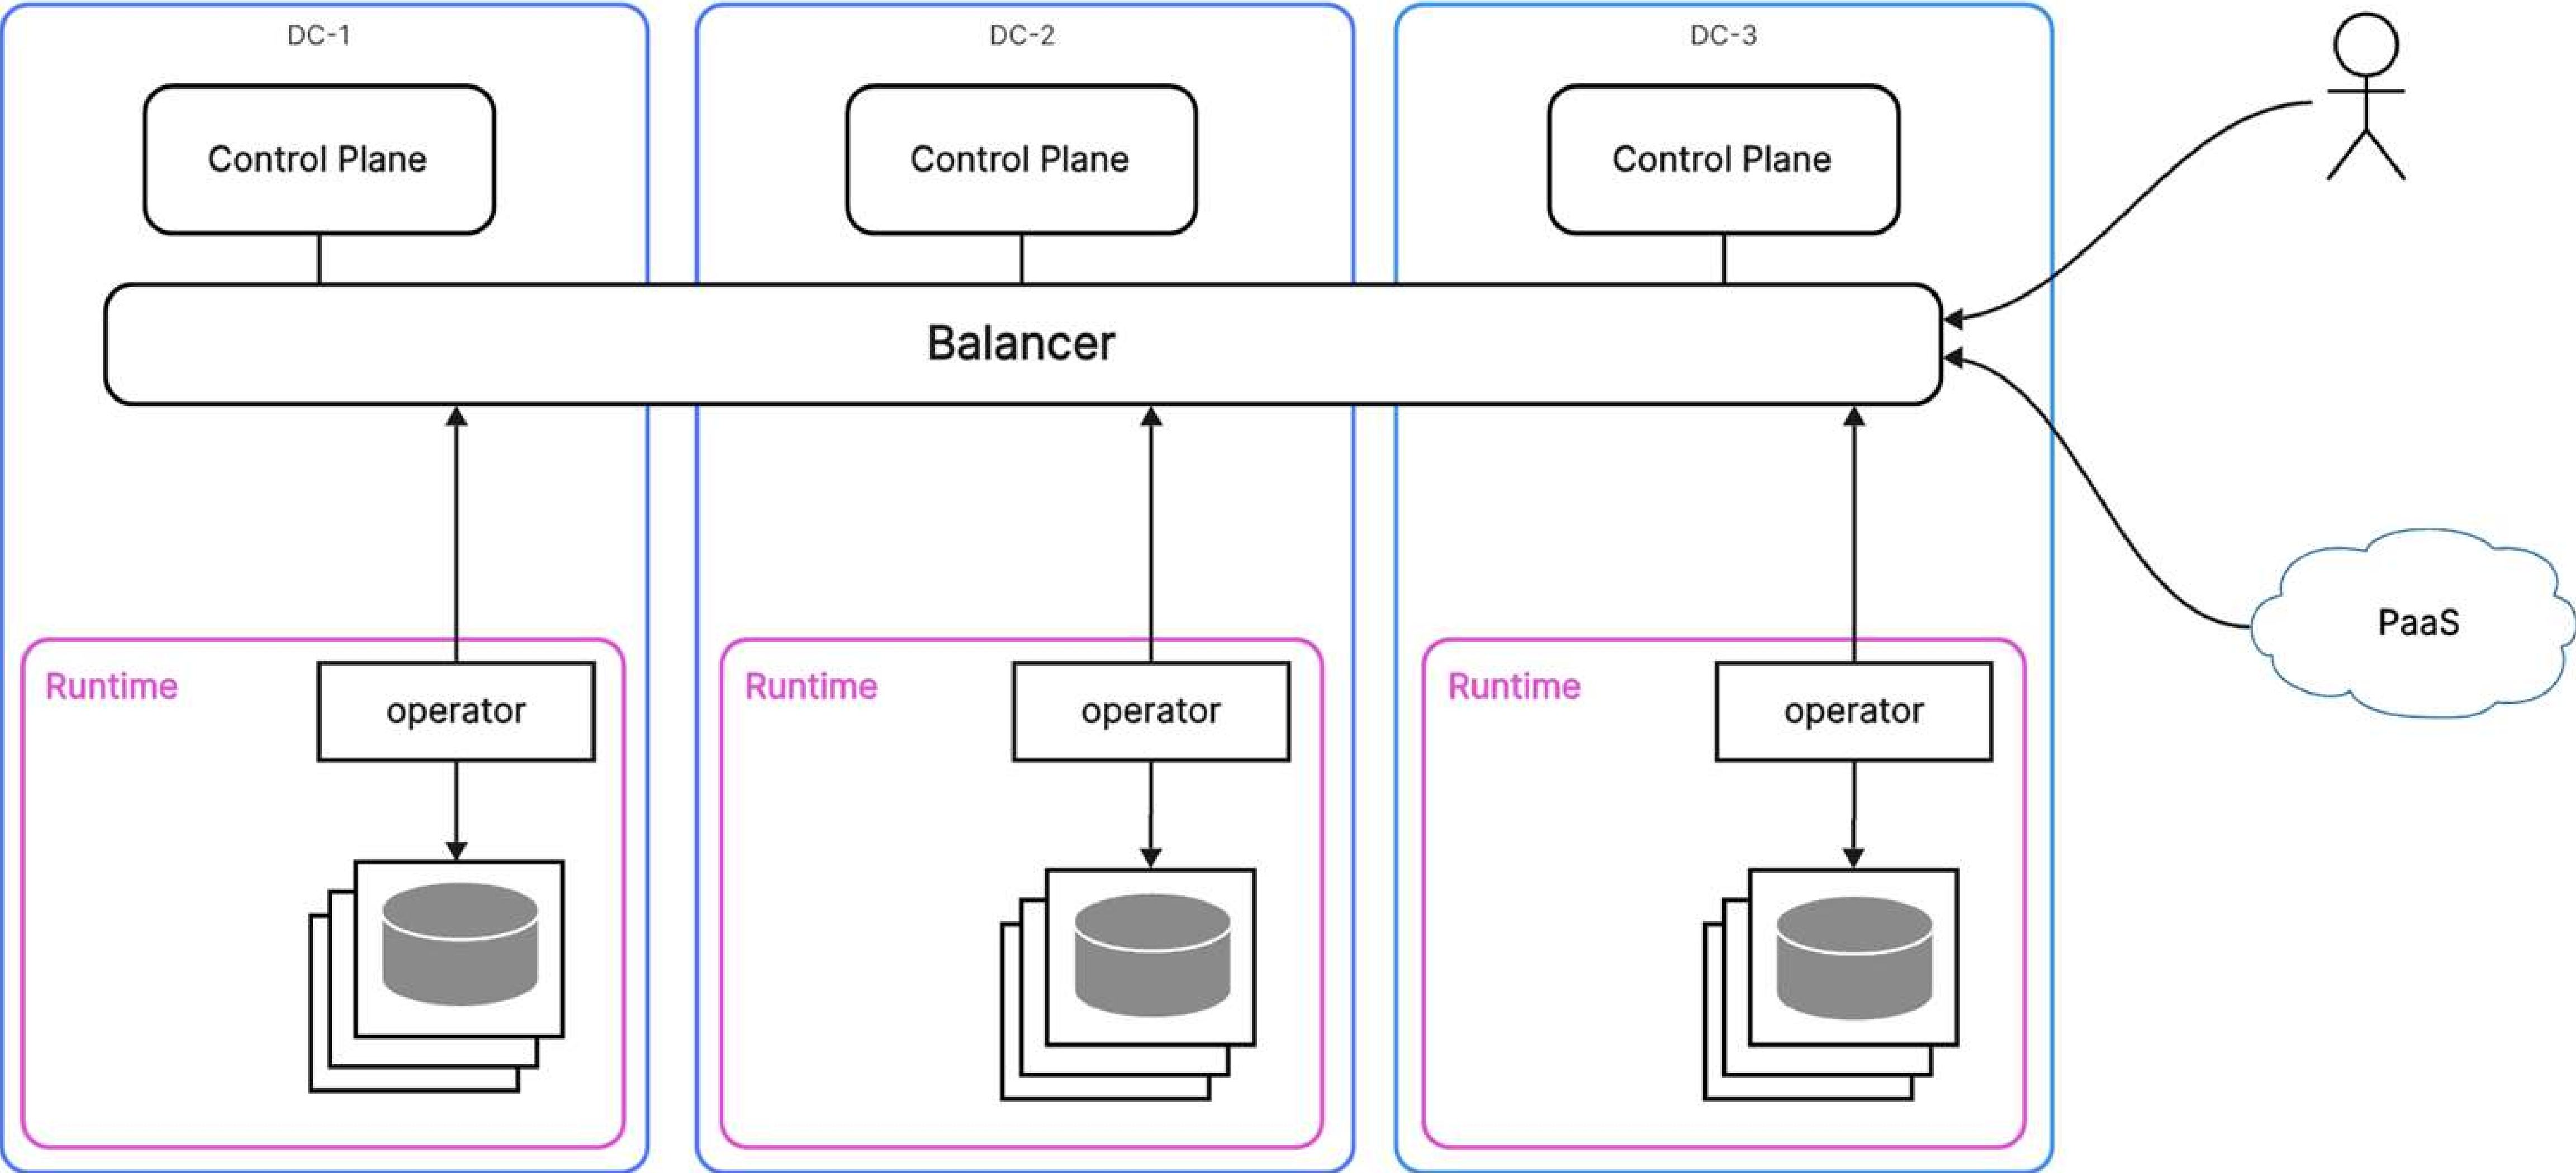 DC-1
DC-2
DC-3
Control Plane
Control Plane
Control Plane
Balancer
PaaS
Runtime
operator
Runtime
operator
Runtime
operator